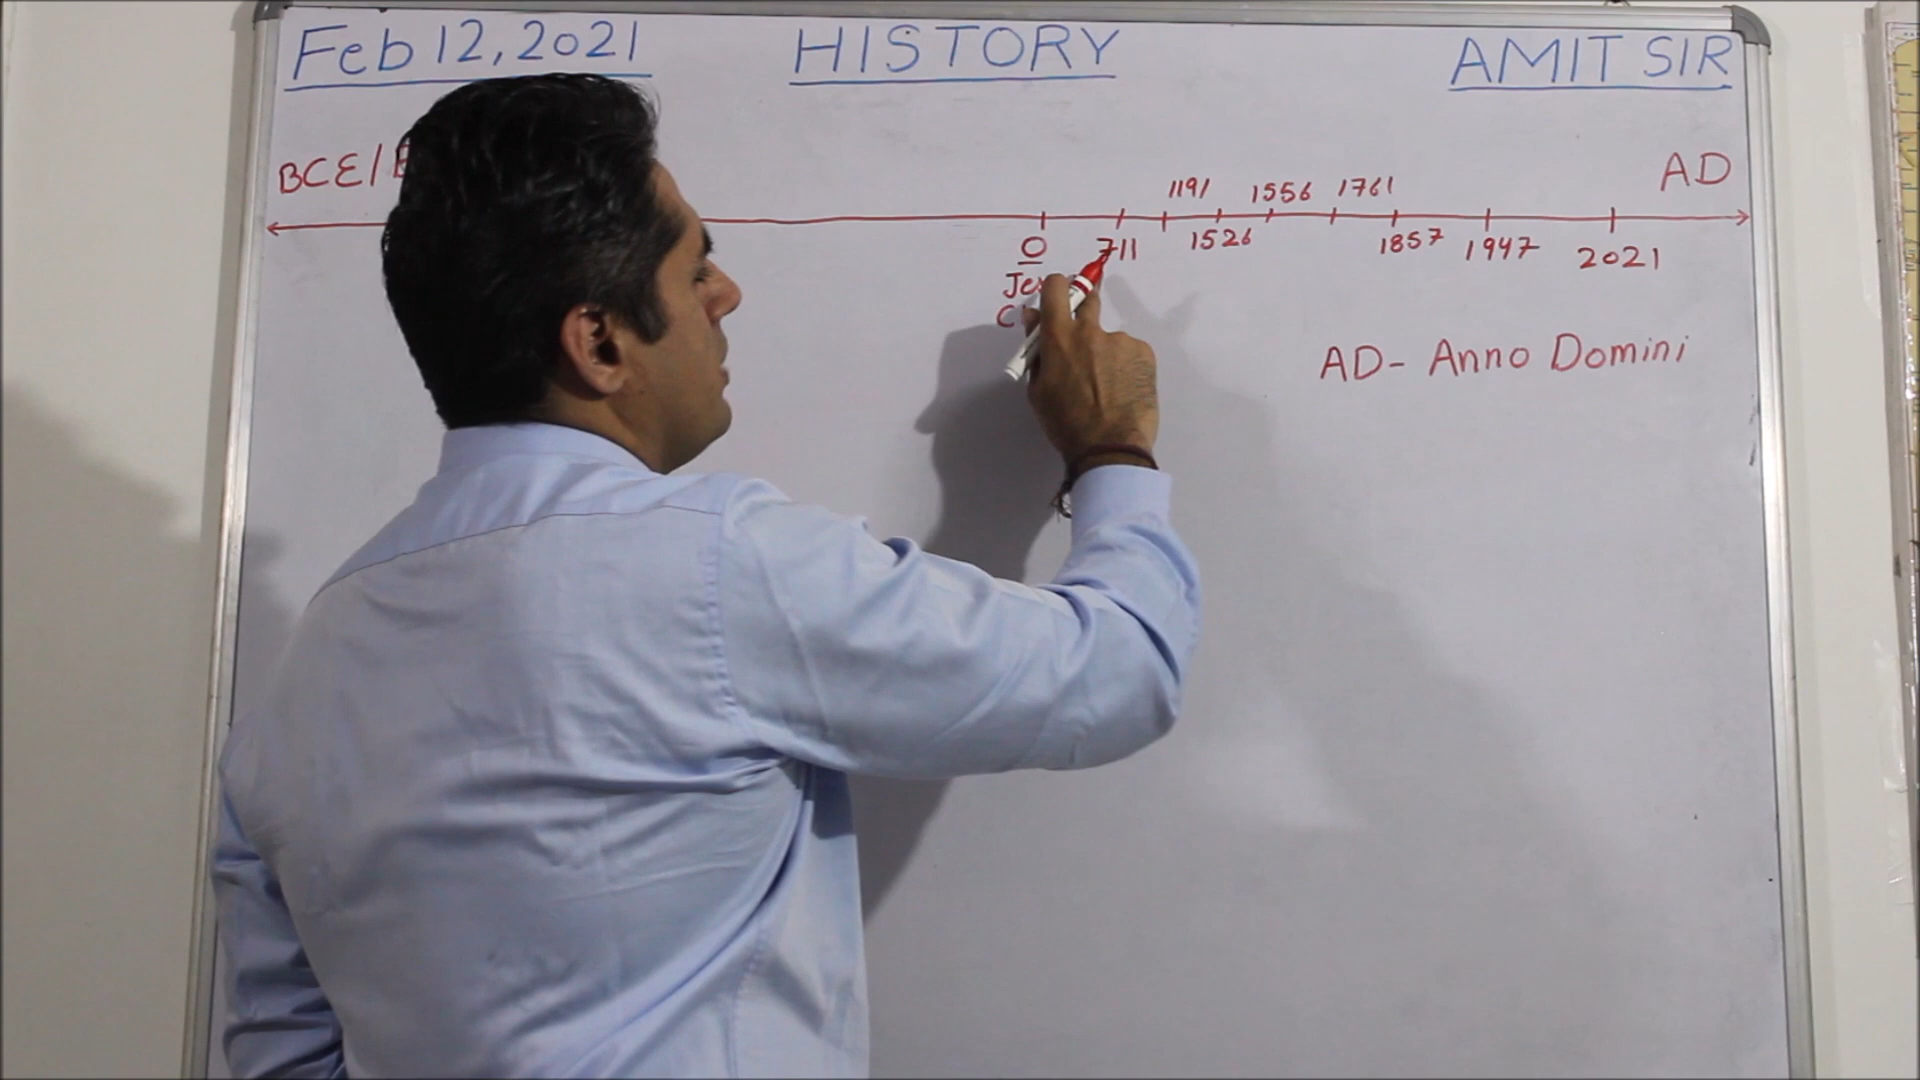 Feb 12, 2021 HISTORY AMIT SIR
BCE/ AD
1191 1556 1761
0 711 1526 1857 1947 2021
AD- Anno Domini